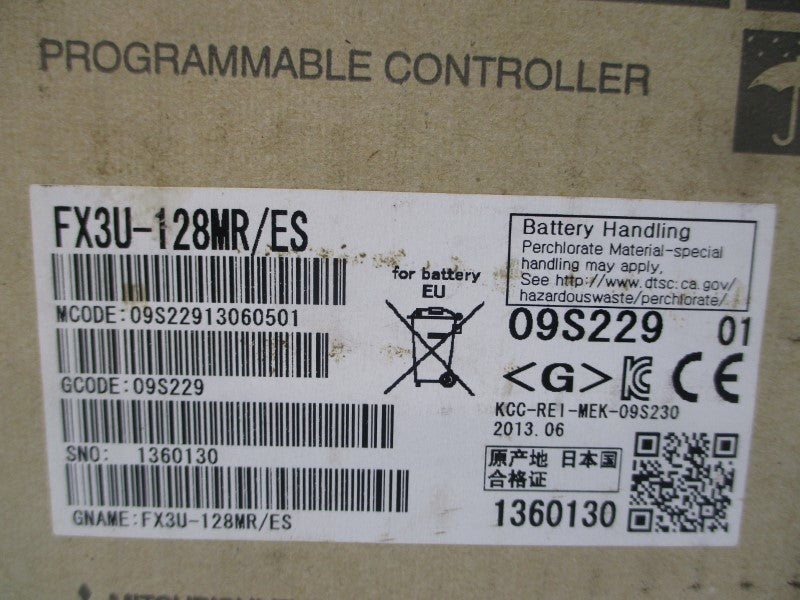 PROGRAMMABLE CONTROLLER
FX3U-128MR/ES
MCODE:09S22913060501
GCODE:09S229
SNO: 1360130
GNAME:FX3U-128MR/ES
for battery
EU
Battery Handling
Perchlorate Material-special
handling may apply,
See http://www.dtsc.ca.gov/
hazardouswaste/perchlorate/
09S229 01
<G> CE
KCC-REI-MEK-09S230
2013.06
原产地 日本国
合格证
1360130